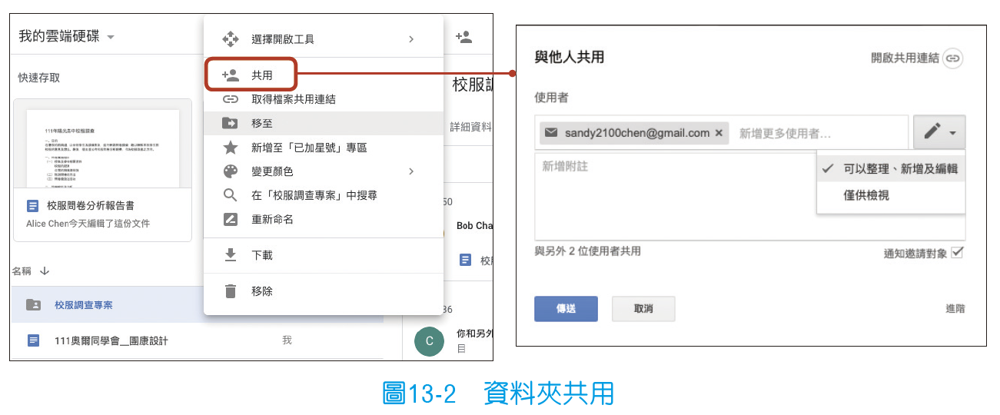 我的雲端硬碟
快速存取
111年陽光高中校服調查
校服問卷分析報告書
Alice Chen今天編輯了這份文件
名稱
校服調查專案
111奧爾同學會__團康設計
我
選擇開啟工具
共用
取得檔案共用連結
移至
新增至「已加星號」專區
變更顏色
在「校服調查專案」中搜尋
重新命名
下載
移除
校服調
詳細資料
50
Bob Cha
校
36
C
你和另外
目
與他人共用
開啟共用連結
使用者
sandy2100chen@gmail.com × 新增更多使用者...
新增附註
可以整理、新增及編輯
僅供檢視
與另外 2 位使用者共用
通知邀請對象
傳送
取消
進階
圖13-2 資料夾共用